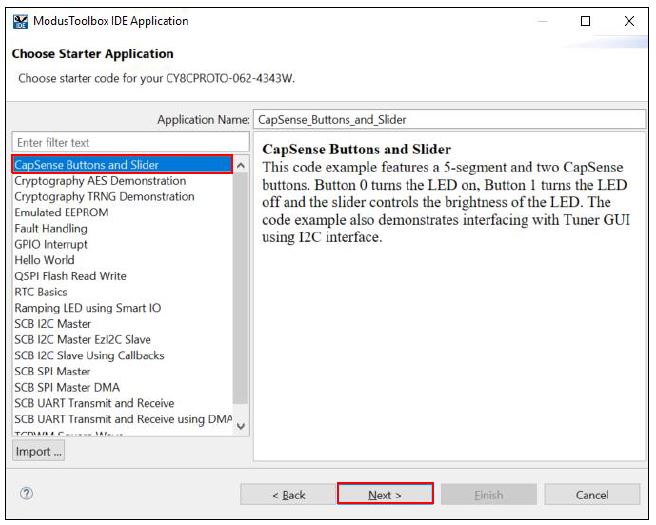 IDE
ModusToolbox IDE Application
Choose Starter Application
Choose starter code for your CY8CPROTO-062-4343W.
Application Name: CapSense_Buttons_and_Slider
Enter filter text
CapSense Buttons and Slider
Cryptography AES Demonstration
Cryptography TRNG Demonstration
Emulated EEPROM
Fault Handling
GPIO Interrupt
Hello World
QSPI Flash Read Write
RTC Basics
Ramping LED using Smart IO
SCB I2C Master
SCB I2C Master EzI2C Slave
SCB I2C Slave Using Callbacks
SCB SPI Master
SCB SPI Master DMA
SCB UART Transmit and Receive
SCB UART Transmit and Receive using DMA
TCPWM Square Wave
Import ...
CapSense Buttons and Slider
This code example features a 5-segment and two CapSense
buttons. Button 0 turns the LED on, Button 1 turns the LED
off and the slider controls the brightness of the LED. The
code example also demonstrates interfacing with Tuner GUI
using I2C interface.
?
< Back
Next >
Finish
Cancel